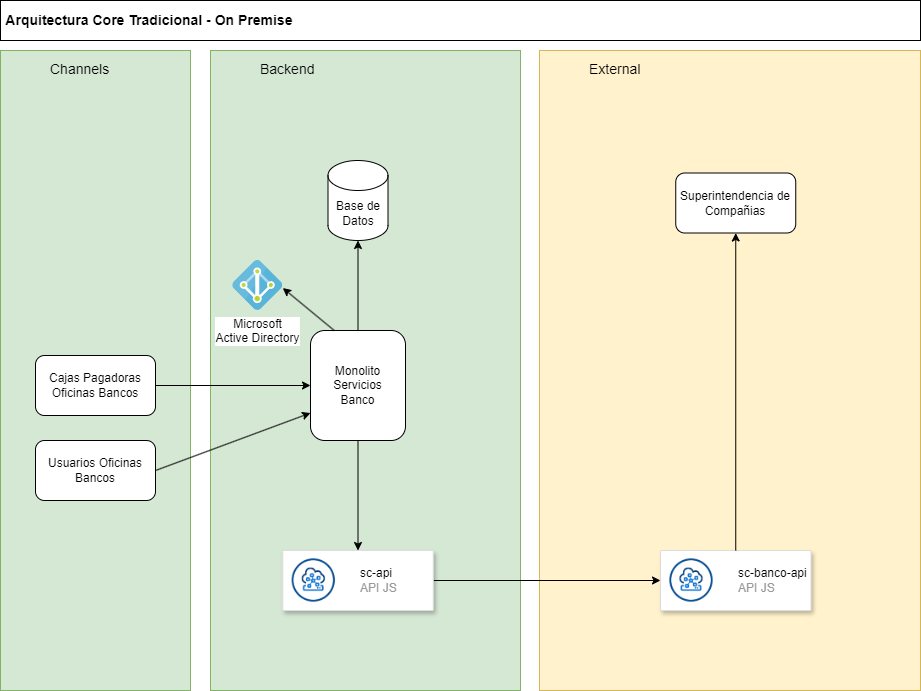 Arquitectura Core Tradicional - On Premise
Channels
Backend
External
Base de
Datos
Superintendencia de
Compañias
Microsoft
Active Directory
Monolito
Servicios
Banco
Cajas Pagadoras
Oficinas Bancos
Usuarios Oficinas
Bancos
sc-api
API JS
sc-banco-api
API JS